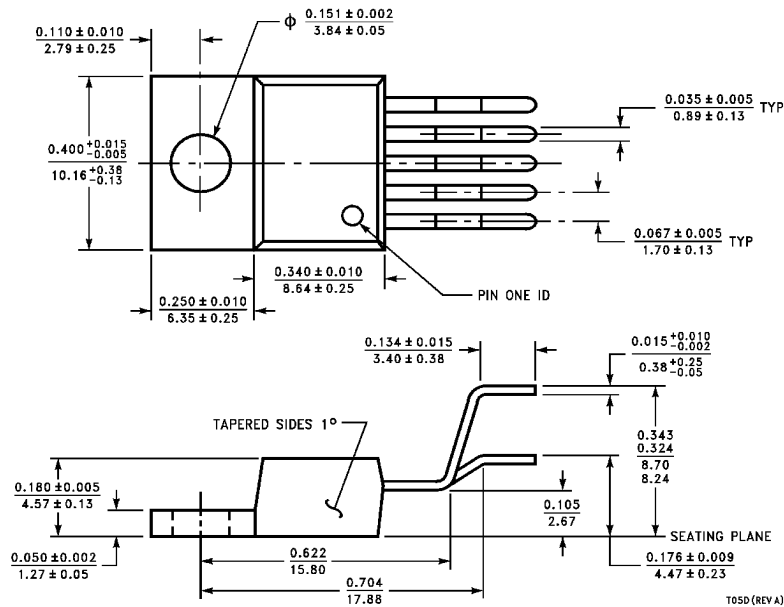 ϕ 0.151 ± 0.002
3.84 ± 0.05
0.110 ± 0.010
2.79 ± 0.25
0.035 ± 0.005 TYP
0.89 ± 0.13
0.400 +0.015 -0.005
10.16 +0.38 -0.13
0.067 ± 0.005 TYP
1.70 ± 0.13
0.340 ± 0.010
8.64 ± 0.25
PIN ONE ID
0.250 ± 0.010
6.35 ± 0.25
0.134 ± 0.015
3.40 ± 0.38
0.015 +0.010 -0.002
0.38 +0.25 -0.05
TAPERED SIDES 1°
0.343
0.324
8.70
8.24
0.180 ± 0.005
4.57 ± 0.13
0.105
2.67
SEATING PLANE
0.050 ± 0.002
1.27 ± 0.05
0.622
15.80
0.176 ± 0.009
4.47 ± 0.23
0.704
17.88
T05D (REV A)